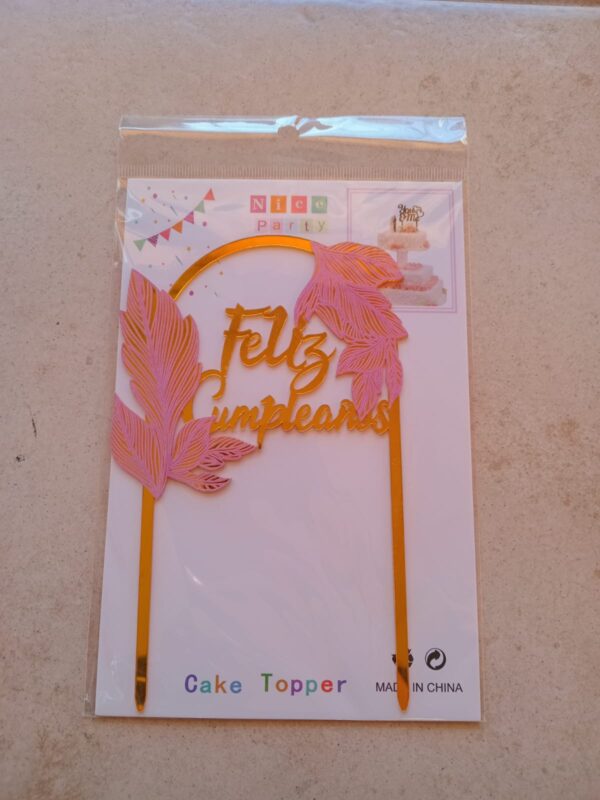 Nice
Party
Feliz
Cumpleaños
Cake Topper
MADE IN CHINA